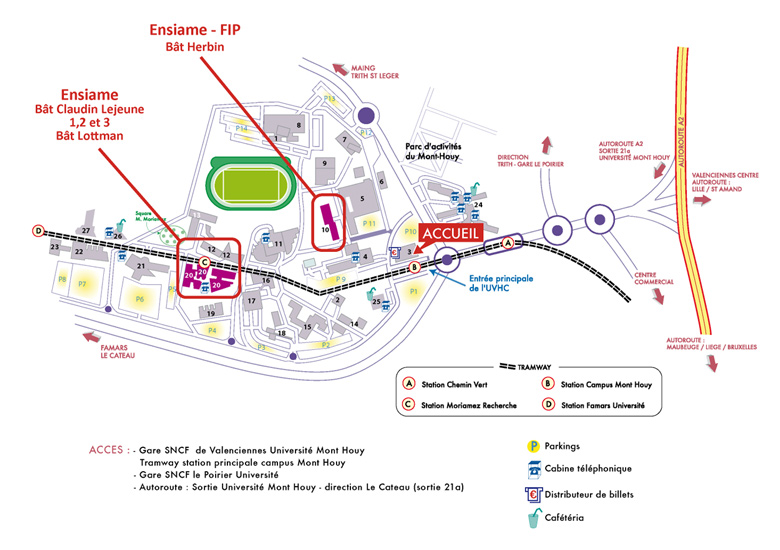 Ensiame - FIP
Bât Herbin
Ensiame
Bât Claudin Lejeune
1,2 et 3
Bât Lottman
MAING
TRITH ST LEGER
P13
P14
8
1
7
P12
9
Parc d'activités
du Mont-Houy
AUTOROUTE A2
SORTIE 21a
UNIVERSITÉ MONT HOUY
AUTOROUTE A2
DIRECTION
TRITH - GARE LE POIRIER
VALENCIENNES CENTRE
AUTOROUTE :
LILLE / ST AMAND
6
5
24
10
P11
P10
ACCUEIL
Square
M. Moriamez
26
27
D
23
22
21
12
12
11
C
20
20
20
4
3
A
B
Entrée principale
de l'UVHC
CENTRE
COMMERCIAL
P8
P7
P6
P5
16
P9
P1
17
2
25
19
P4
18
15
14
P3
P2
FAMARS
LE CATEAU
AUTOROUTE :
MAUBEUGE / LIEGE / BRUXELLES
TRAMWAY
A Station Chemin Vert
B Station Campus Mont Houy
C Station Moriamez Recherche
D Station Famars Université
ACCES : - Gare SNCF de Valenciennes Université Mont Houy
Tramway station principale campus Mont Houy
- Gare SNCF le Poirier Université
- Autoroute : Sortie Université Mont Houy - direction Le Cateau (sortie 21a)
P Parkings
Cabine téléphonique
€ Distributeur de billets
Cafétéria